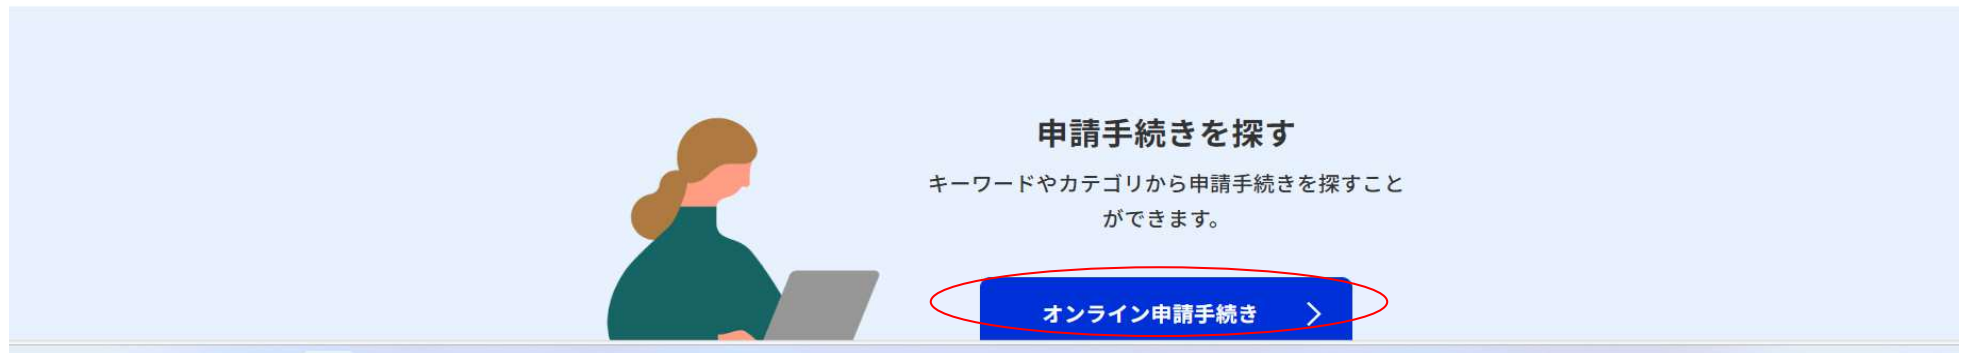 申請手続きを探す
キーワードやカテゴリから申請手続きを探すこと
ができます。
オンライン申請手続き